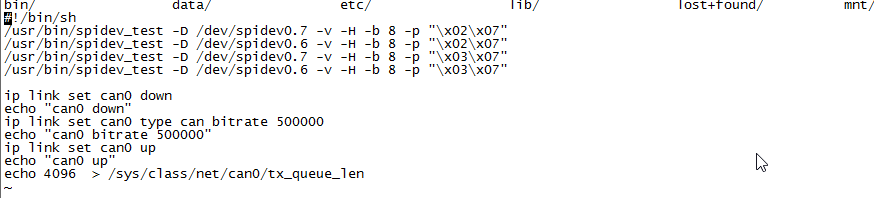 bin/ data/ etc/ lib/ lost+found/ mnt/
#!/bin/sh
/usr/bin/spidev_test -D /dev/spidev0.7 -v -H -b 8 -p "\x02\x07"
/usr/bin/spidev_test -D /dev/spidev0.6 -v -H -b 8 -p "\x02\x07"
/usr/bin/spidev_test -D /dev/spidev0.7 -v -H -b 8 -p "\x03\x07"
/usr/bin/spidev_test -D /dev/spidev0.6 -v -H -b 8 -p "\x03\x07"
ip link set can0 down
echo "can0 down"
ip link set can0 type can bitrate 500000
echo "can0 bitrate 500000"
ip link set can0 up
echo "can0 up"
echo 4096  > /sys/class/net/can0/tx_queue_len
~